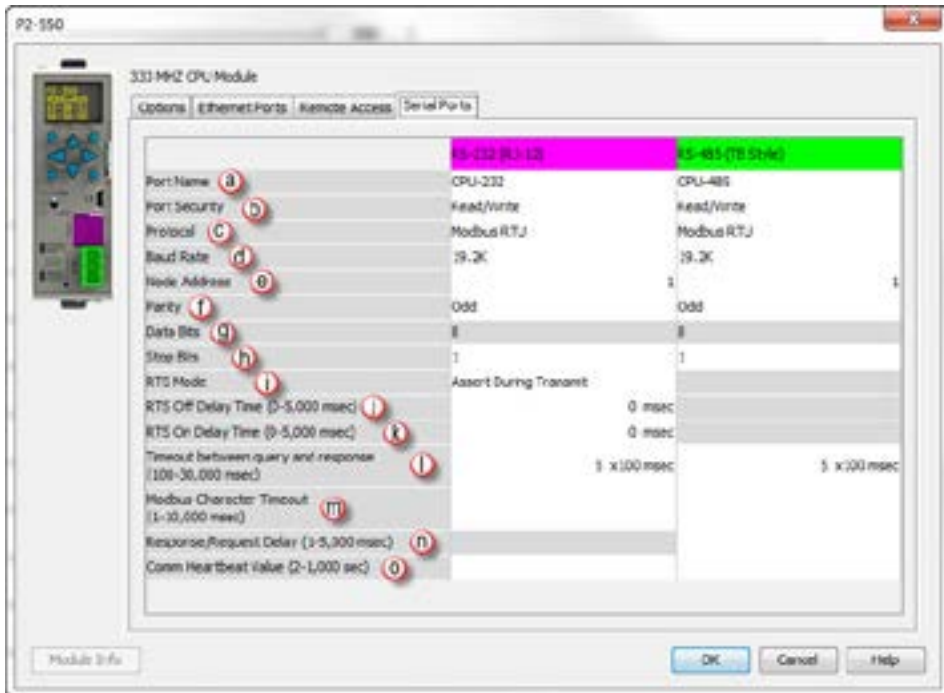 P2-550
333 MHZ CPU Module
Options Ethernet Ports Remote Access Serial Ports
RS-232 (RJ-12) RS-485 (TB Style)
Port Name a CPU-232 CPU-485
Port Security b Read/Write Read/Write
Protocol c Modbus RTU Modbus RTU
Baud Rate d 19.2K 19.2K
Node Address e 1 1
Parity f Odd Odd
Data Bits g 8 8
Stop Bits h 1 1
RTS Mode i Assert During Transmit
RTS Off Delay Time (0-5,000 msec) j 0 msec
RTS On Delay Time (0-5,000 msec) k 0 msec
Timeout between query and response
(100-30,000 msec) l 5 x100 msec 5 x100 msec
Modbus Character Timeout
(1-10,000 msec) m
Response/Request Delay (1-5,000 msec) n
Comm Heartbeat Value (2-1,000 sec) o
Module Info OK Cancel Help